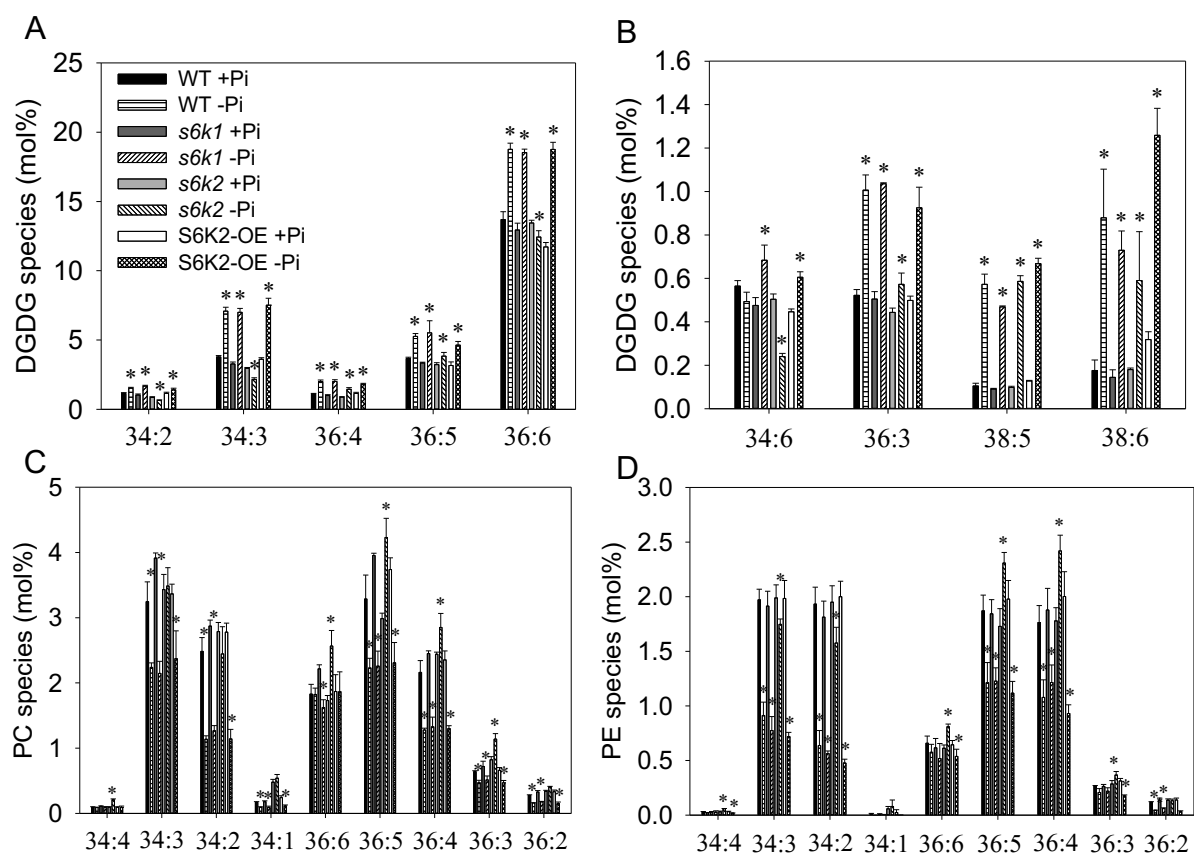 A
DGDG species (mol%)
25
20
15
10
5
0
WT +Pi
WT -Pi
s6k1 +Pi
s6k1 -Pi
s6k2 +Pi
s6k2 -Pi
S6K2-OE +Pi
S6K2-OE -Pi
34:2 34:3 36:4 36:5 36:6
B
DGDG species (mol%)
1.6
1.4
1.2
1.0
0.8
0.6
0.4
0.2
0.0
34:6 36:3 38:5 38:6
C
PC species (mol%)
5
4
3
2
1
0
34:4 34:3 34:2 34:1 36:6 36:5 36:4 36:3 36:2
D
PE species (mol%)
3.0
2.5
2.0
1.5
1.0
0.5
0.0
34:4 34:3 34:2 34:1 36:6 36:5 36:4 36:3 36:2